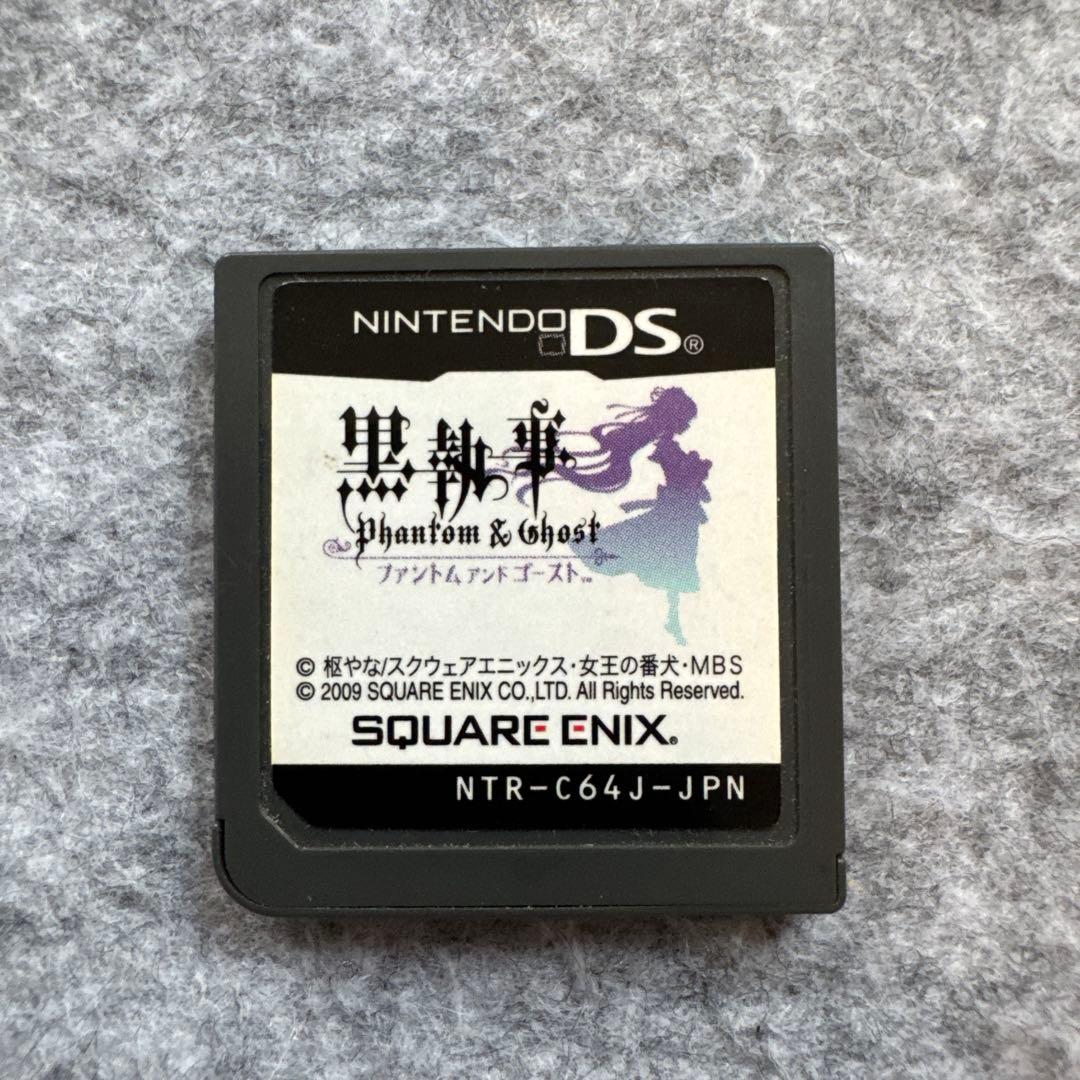 NINTENDO DS®
黒執事
Phantom & Ghost
ファントム アンド ゴースト™
© 枢やな/スクウェアエニックス・女王の番犬・MBS
© 2009 SQUARE ENIX CO.,LTD. All Rights Reserved.
SQUARE ENIX®
NTR-C64J-JPN